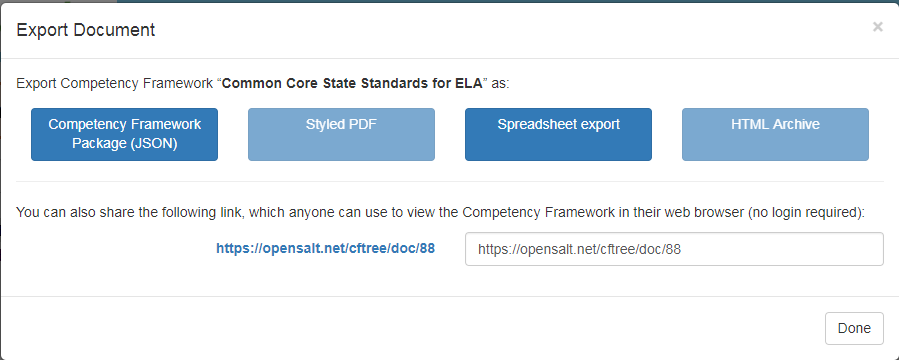 Export Document
×
Export Competency Framework “Common Core State Standards for ELA” as:
Competency Framework
Package (JSON)
Styled PDF
Spreadsheet export
HTML Archive
You can also share the following link, which anyone can use to view the Competency Framework in their web browser (no login required):
https://opensalt.net/cftree/doc/88 https://opensalt.net/cftree/doc/88
Done